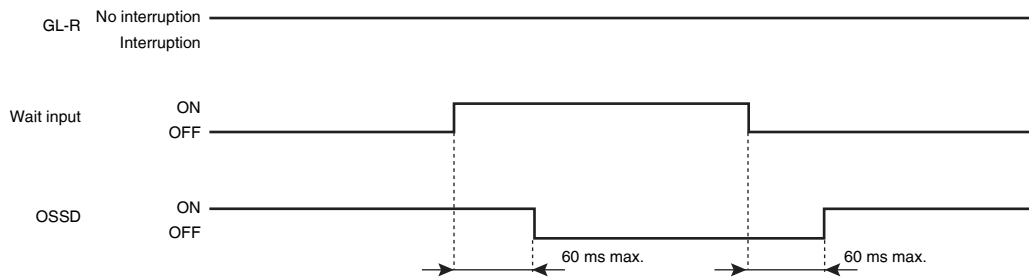 GL-R
No interruption
Interruption
Wait input
ON
OFF
OSSD
ON
OFF
60 ms max.
60 ms max.